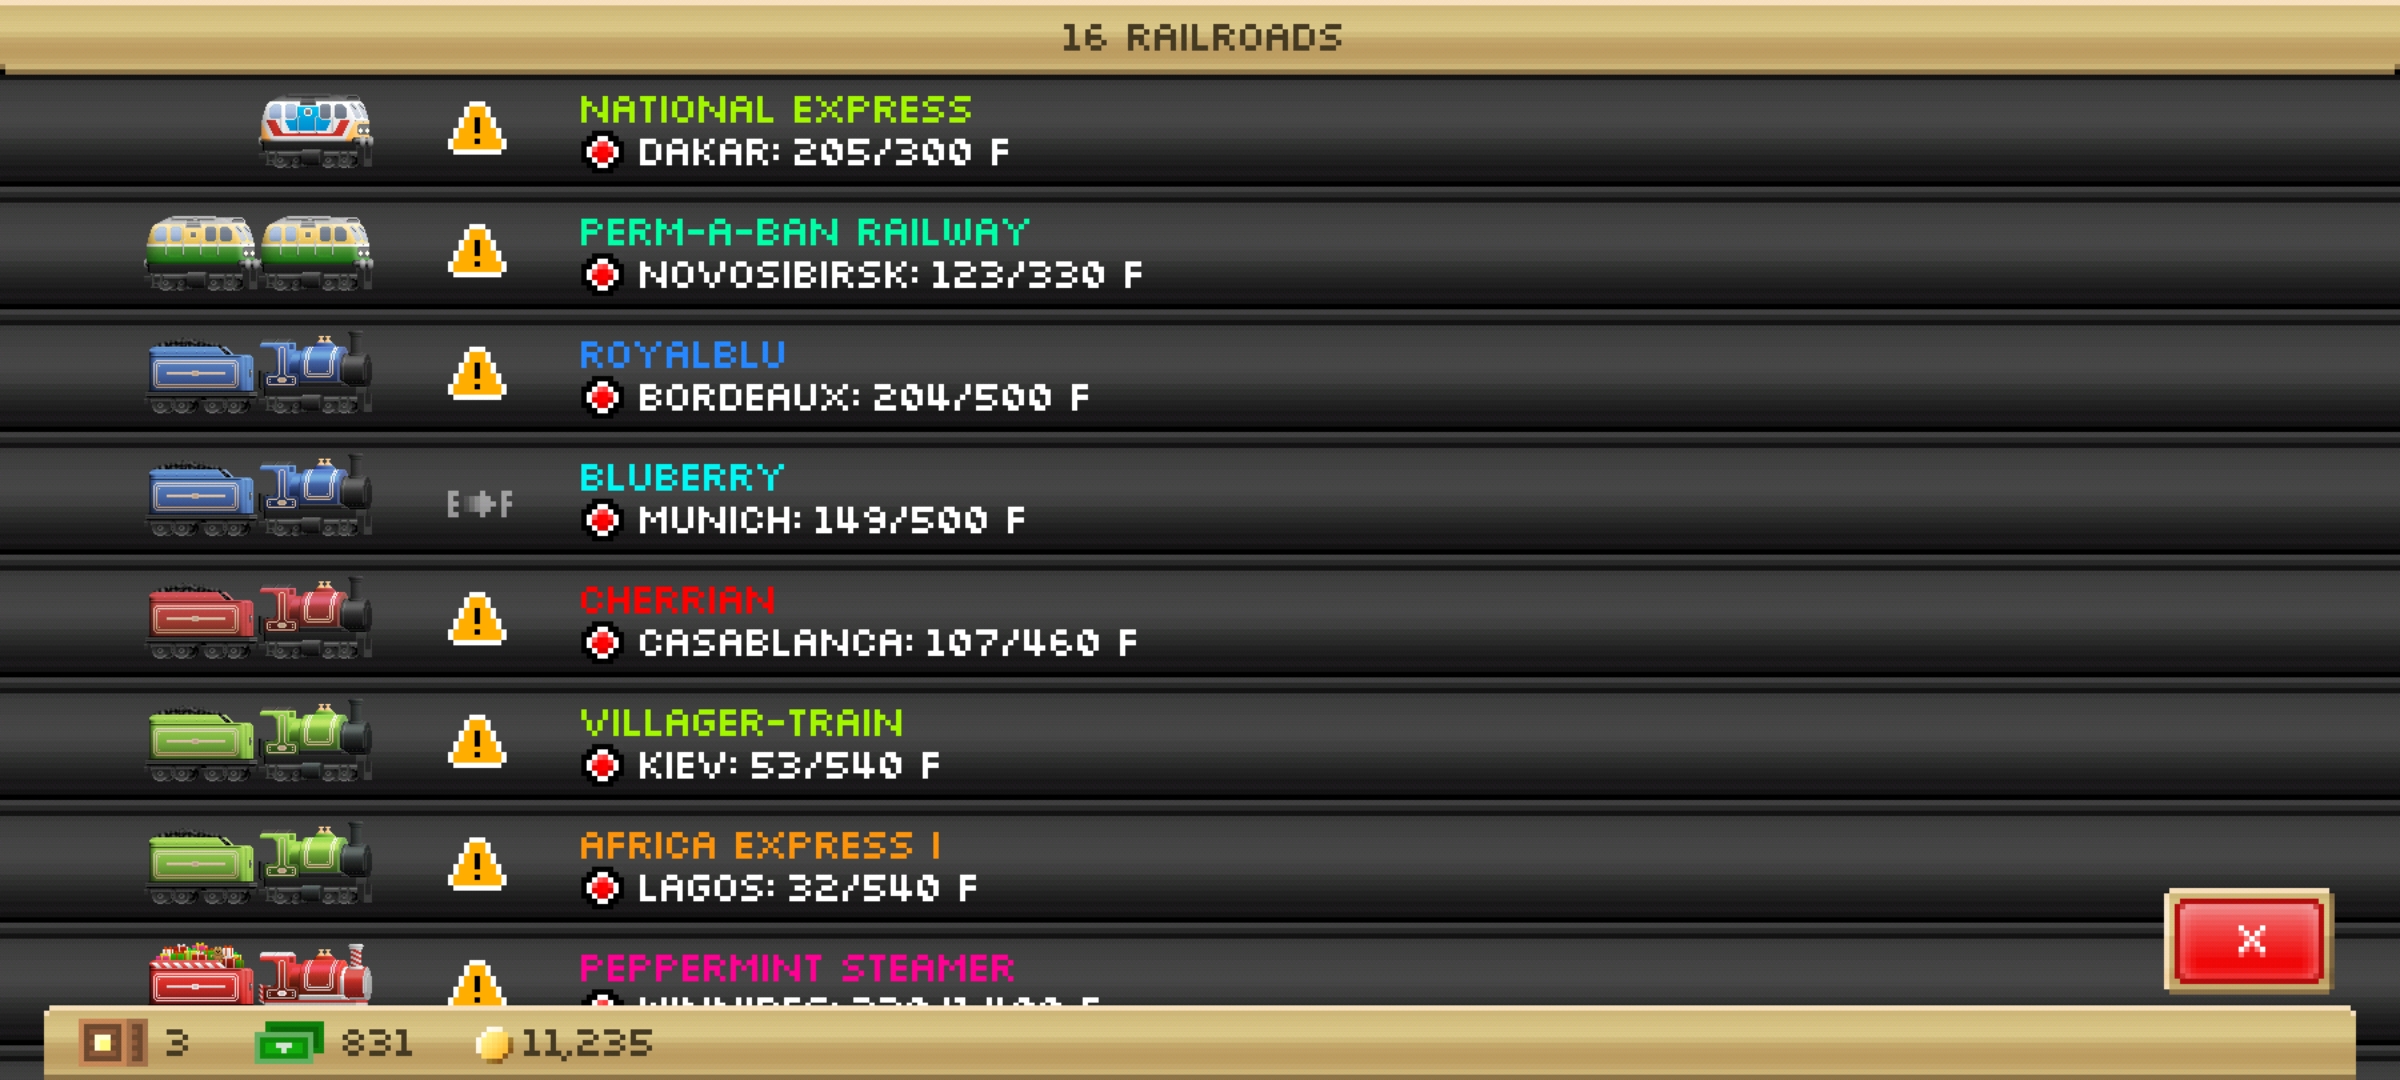 16 RAILROADS
NATIONAL EXPRESS
DAKAR: 205/300 F
PERM-A-BAN RAILWAY
NOVOSIBIRSK: 123/330 F
ROYALBLU
BORDEAUX: 204/500 F
BLUBERRY
E F
MUNICH: 149/500 F
CHERRIAN
CASABLANCA: 107/460 F
VILLAGER-TRAIN
KIEV: 53/540 F
AFRICA EXPRESS I
LAGOS: 32/540 F
PEPPERMINT STEAMER
X
3 831 11,235